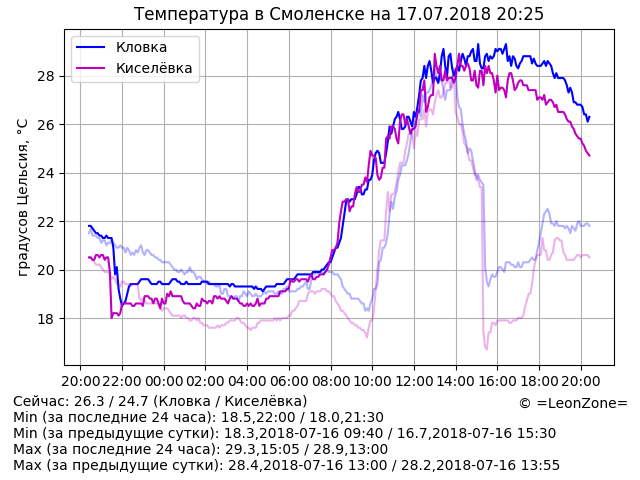 Температура в Смоленске на 17.07.2018 20:25
Кловка
Киселёвка
градусов Цельсия, °C
28
26
24
22
20
18
20:00 22:00 00:00 02:00 04:00 06:00 08:00 10:00 12:00 14:00 16:00 18:00 20:00
Сейчас: 26.3 / 24.7 (Кловка / Киселёвка)
© =LeonZone=
Min (за последние 24 часа): 18.5,22:00 / 18.0,21:30
Min (за предыдущие сутки): 18.3,2018-07-16 09:40 / 16.7,2018-07-16 15:30
Max (за последние 24 часа): 29.3,15:05 / 28.9,13:00
Max (за предыдущие сутки): 28.4,2018-07-16 13:00 / 28.2,2018-07-16 13:55